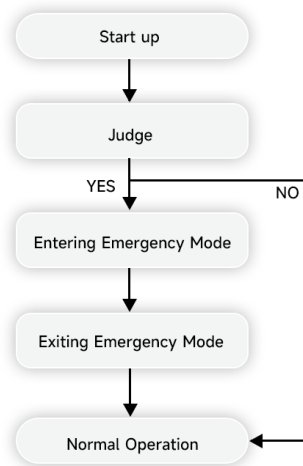 Start up
Judge
YES
NO
Entering Emergency Mode
Exiting Emergency Mode
Normal Operation